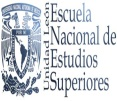 Unidad León
Escuela
Nacional de
Estudios
Superiores